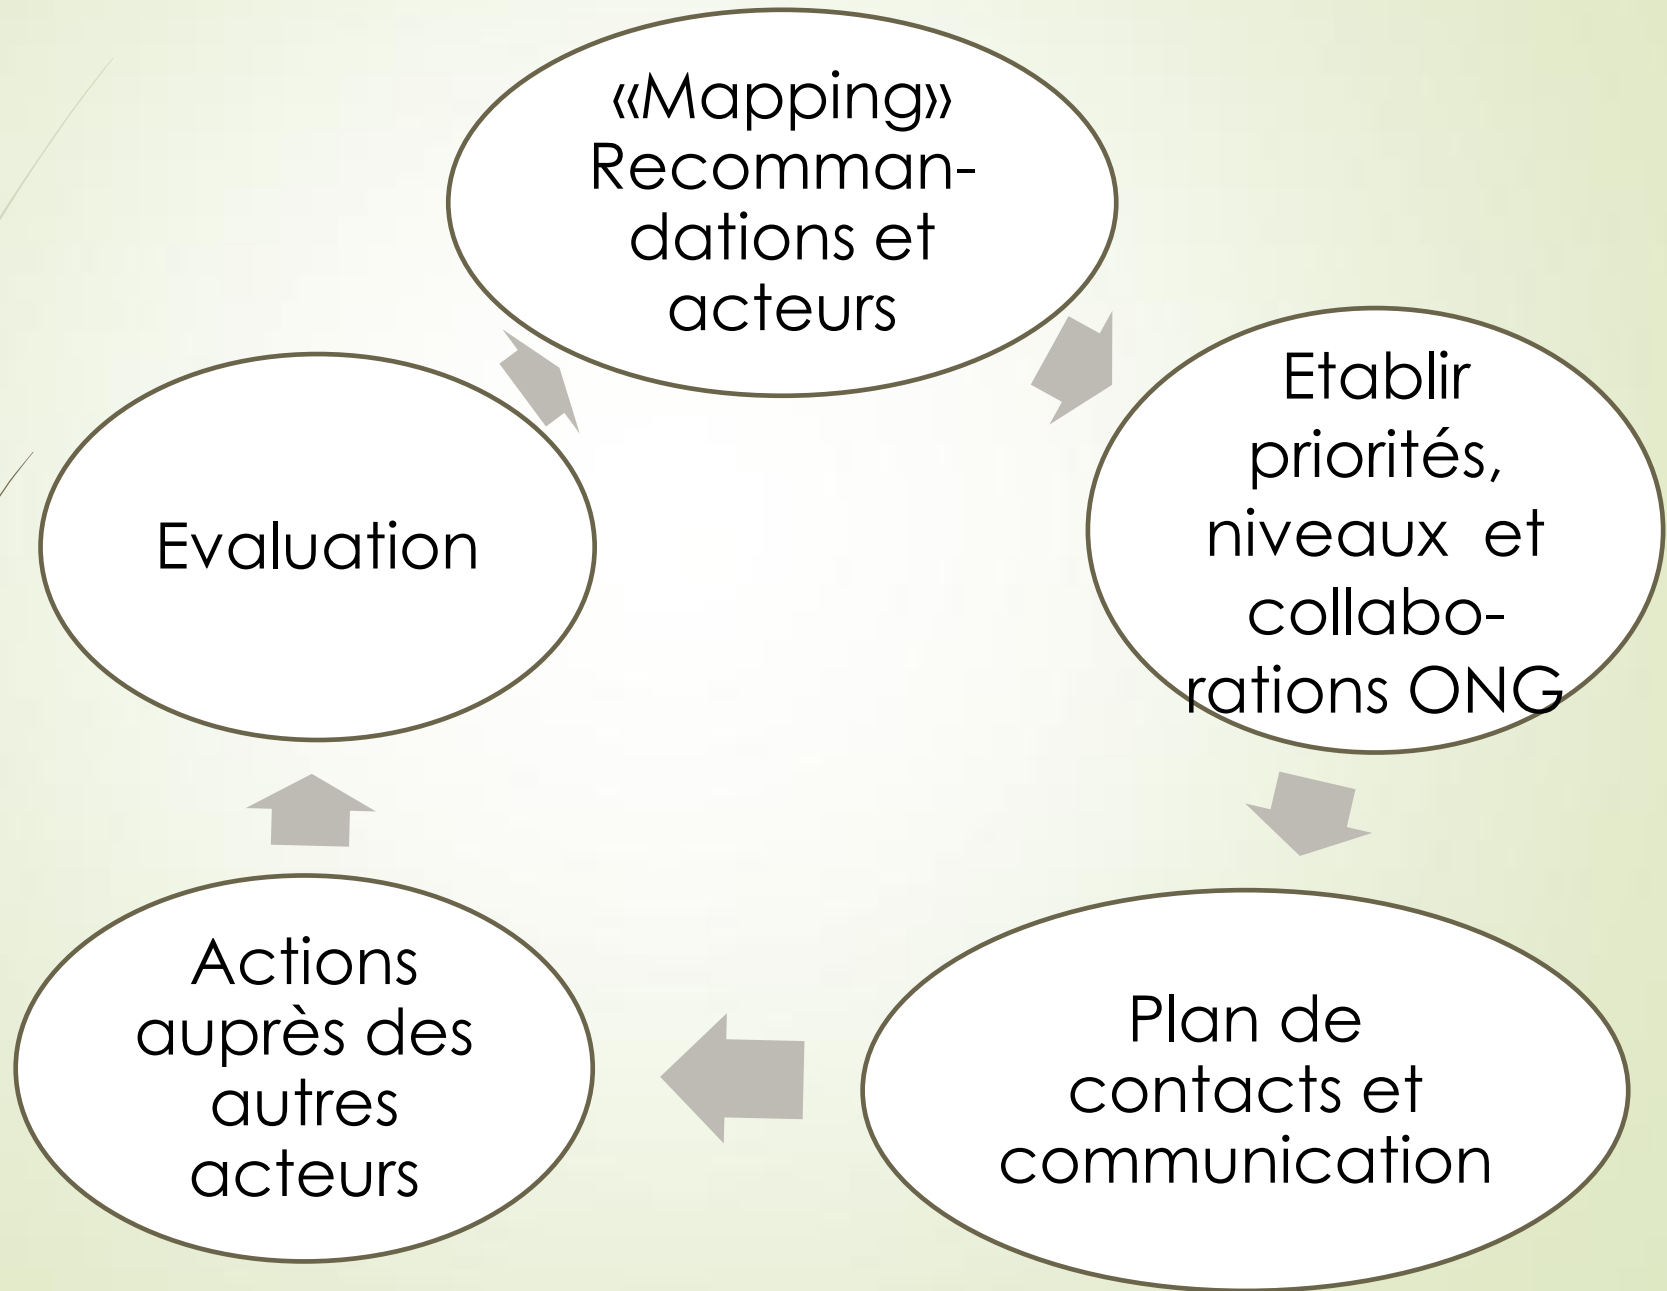 «Mapping»
Recomman-
dations et
acteurs
Etablir
priorités,
niveaux  et
collabo-
rations ONG
Plan de
contacts et
communication
Actions
auprès des
autres
acteurs
Evaluation